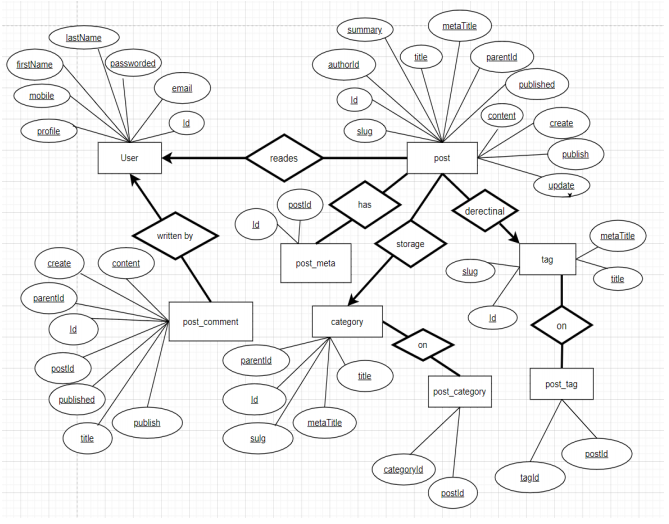 summary
metaTitle
lastName
title
parentId
firstName
passworded
authorId
email
published
mobile
Id
content
create
Id
profile
slug
publish
User
reades
post
update
has
derectinal
postId
Id
written by
storage
metaTitle
create
content
post_meta
tag
slug
title
parentId
Id
Id
post_comment
category
on
on
postId
parentId
title
published
Id
post_category
post_tag
publish
metaTitle
title
sulg
postId
categoryId
tagId
postId